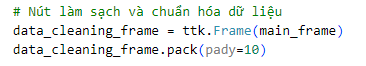 # Nút làm sạch và chuẩn hóa dữ liệu
data_cleaning_frame = ttk.Frame(main_frame)
data_cleaning_frame.pack(pady=10)